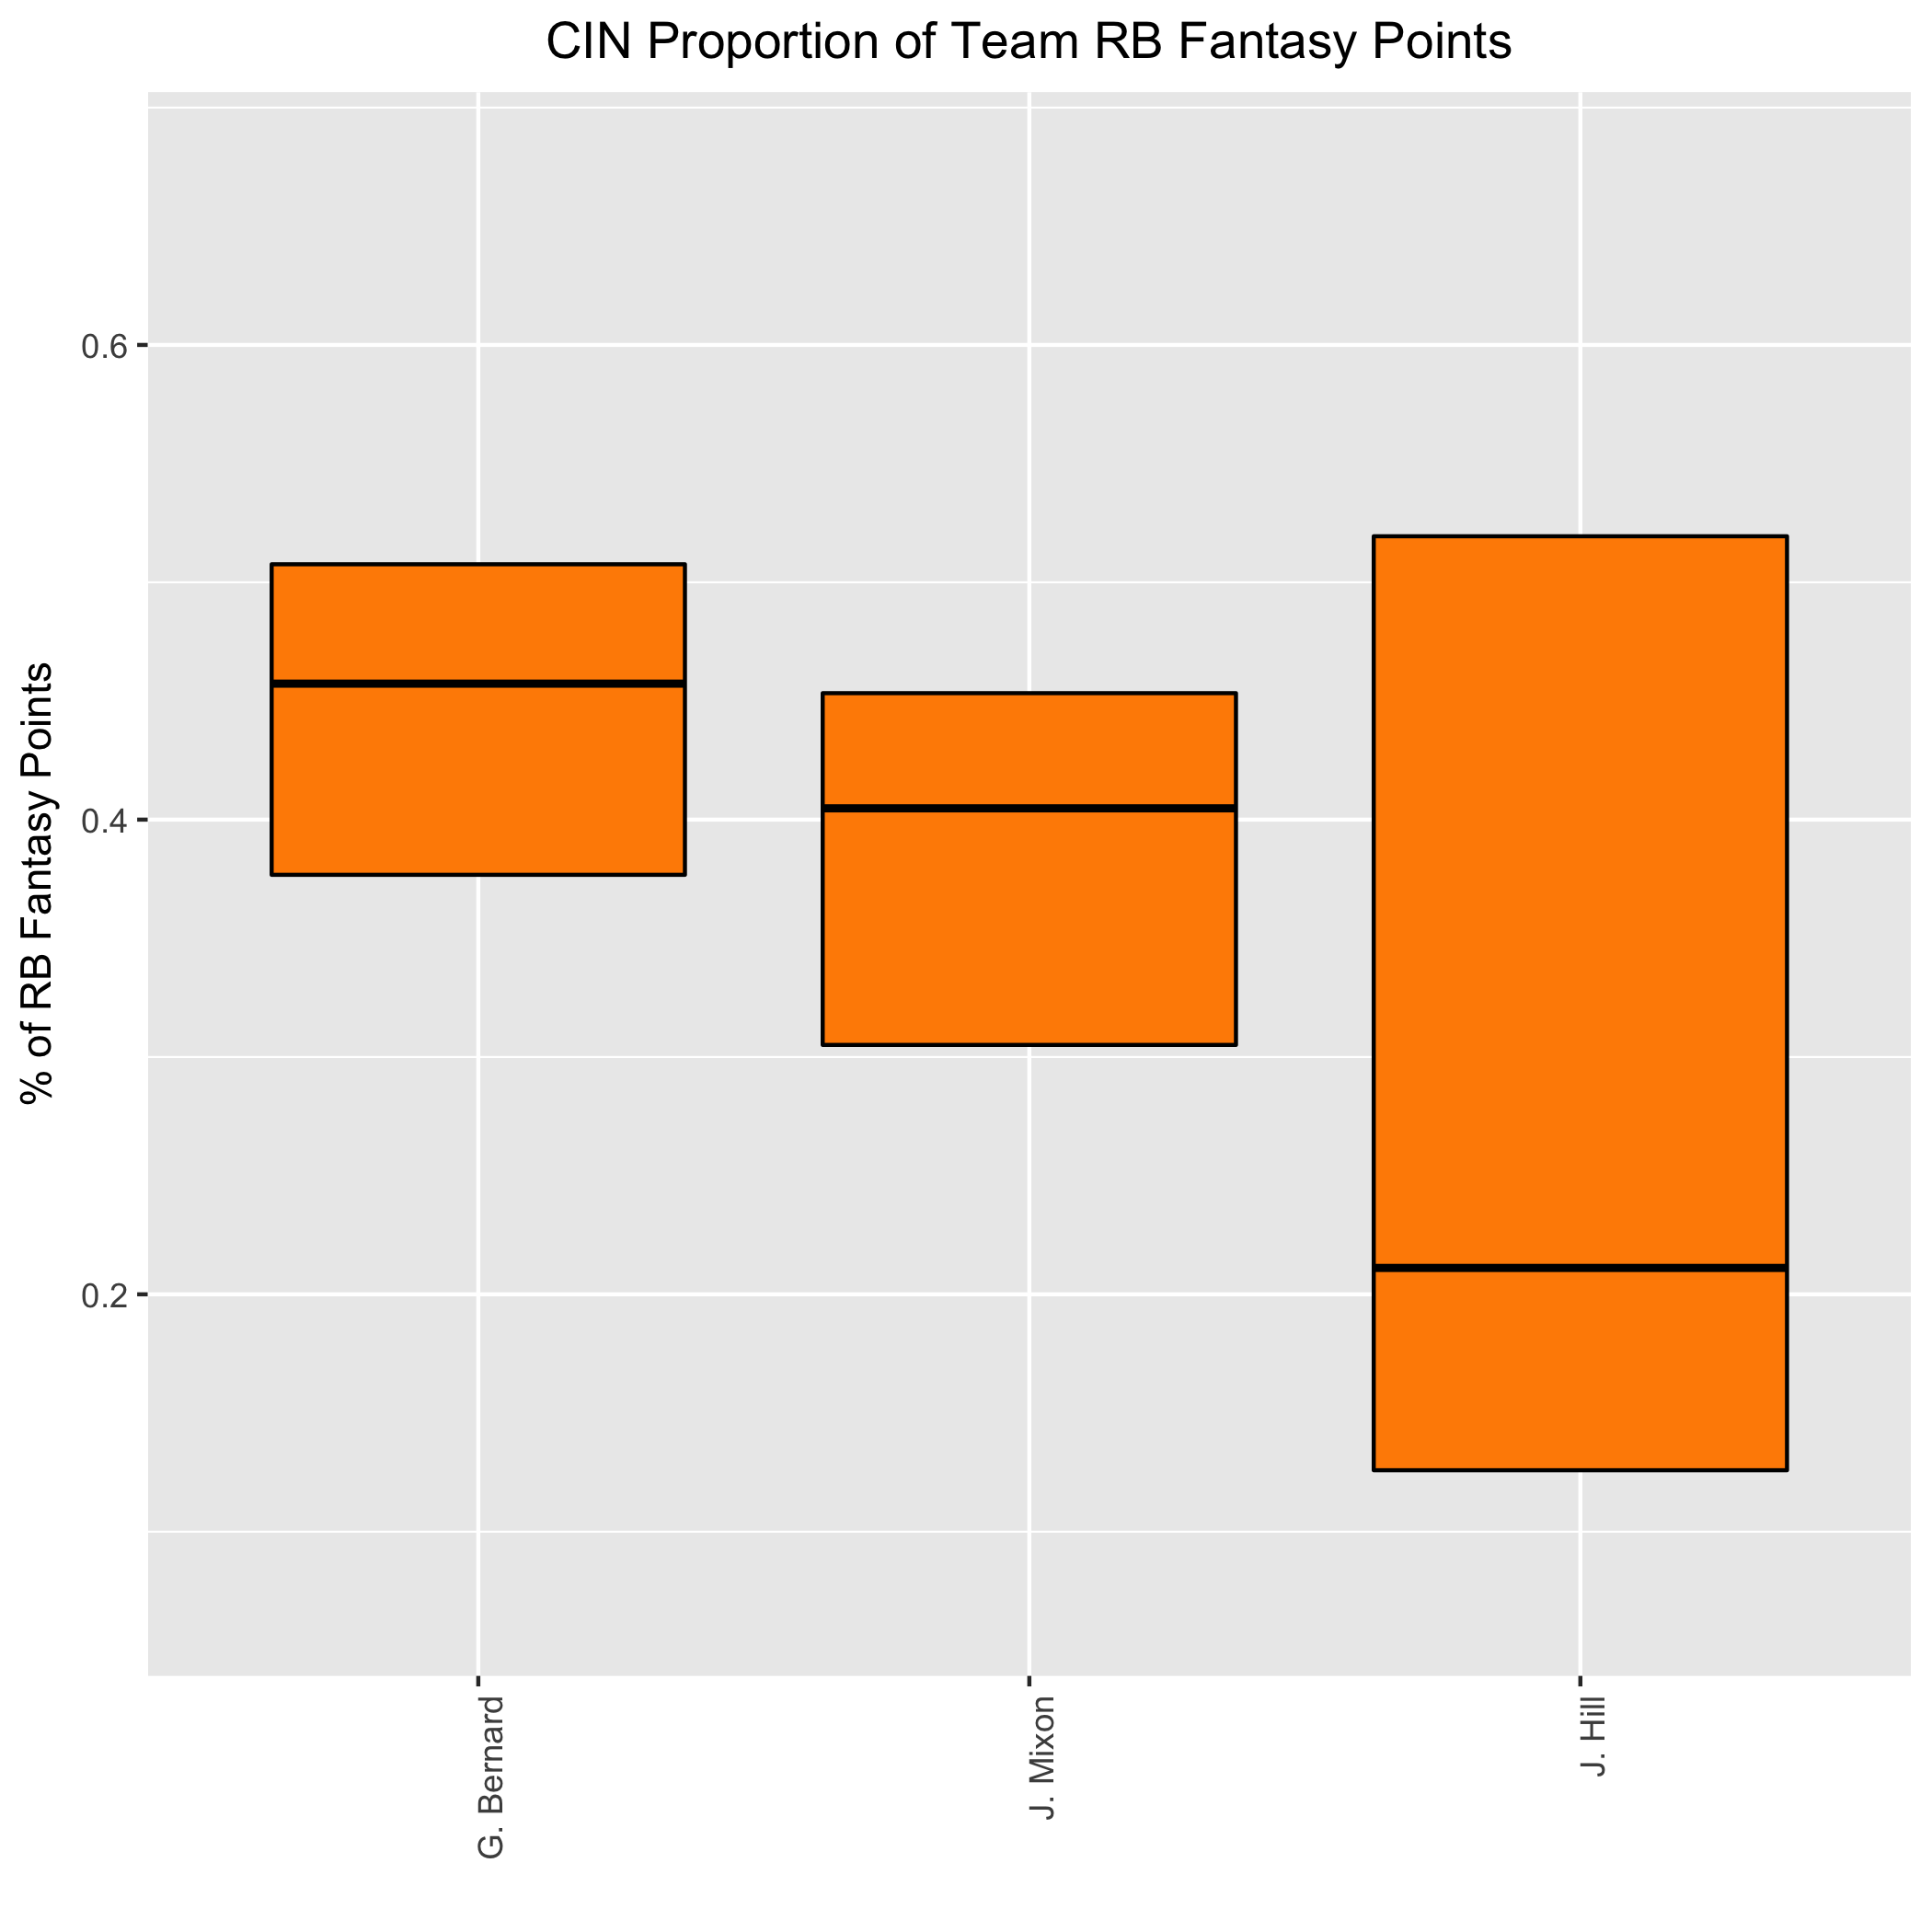 CIN Proportion of Team RB Fantasy Points
% of RB Fantasy Points
0.6
0.4
0.2
G. Bernard
J. Mixon
J. Hill